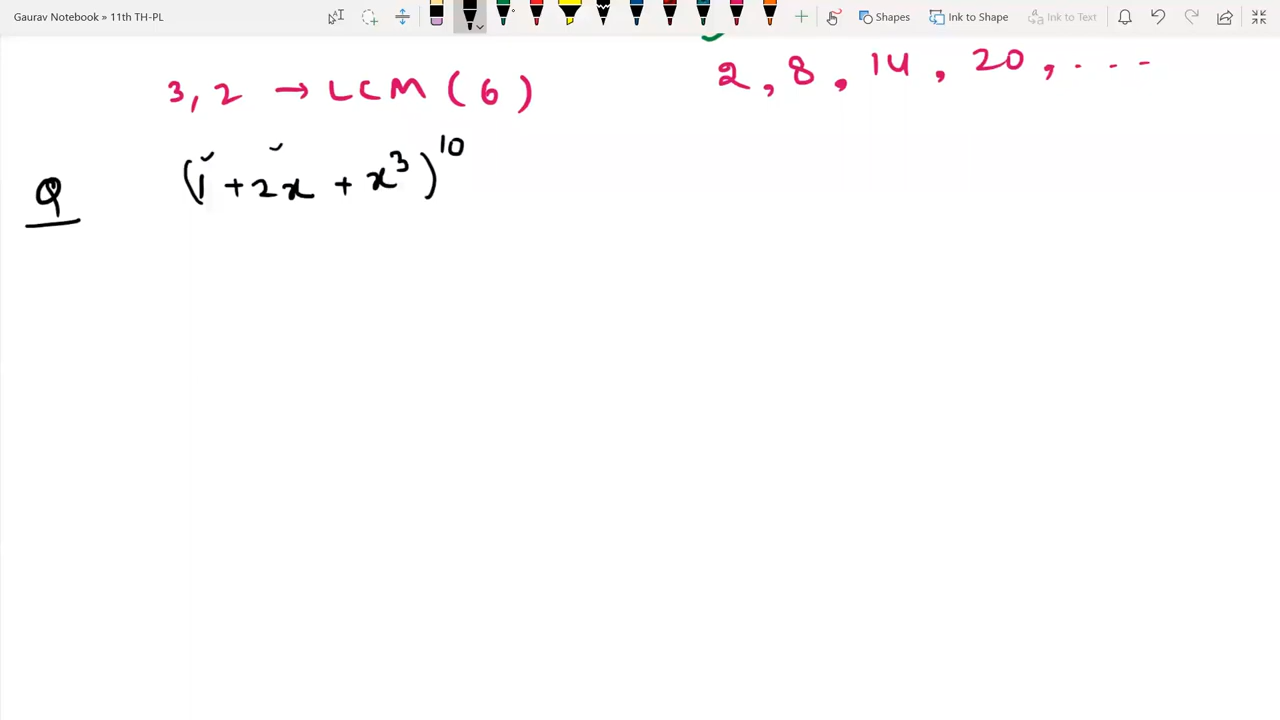 Gaurav Notebook » 11th TH-PL
Shapes
Ink to Shape
Ink to Text
2, 8, 14, 20, ...
3, 2 → LCM (6)
Q (1 + 2x + x³)¹⁰